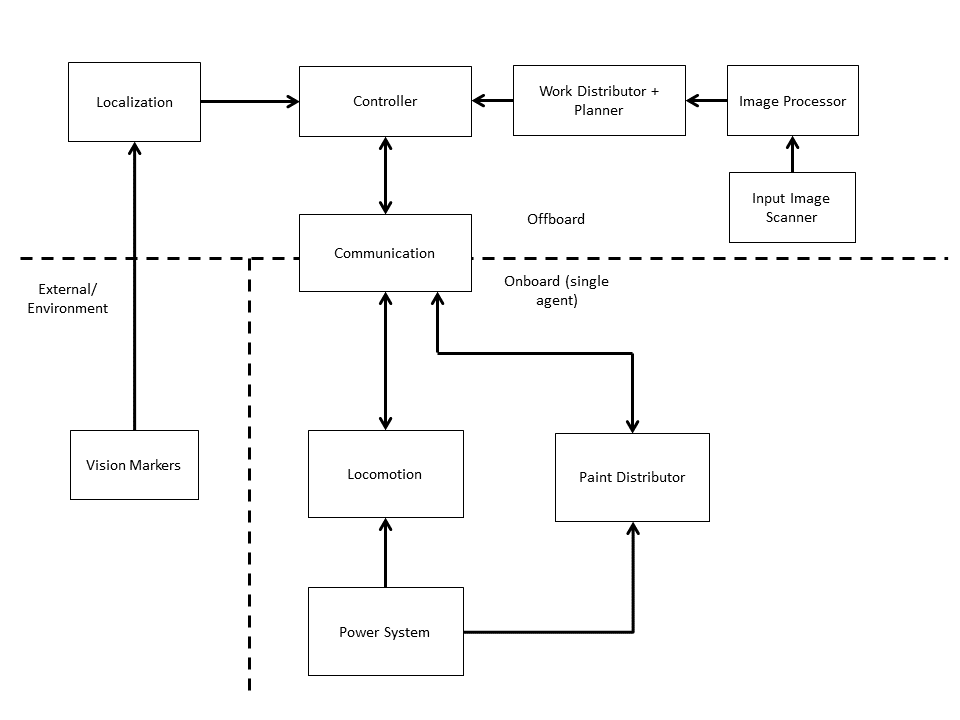 Localization
Controller
Work Distributor +
Planner
Image Processor
Input Image
Scanner
Offboard
Communication
External/
Environment
Onboard (single
agent)
Vision Markers
Locomotion
Paint Distributor
Power System